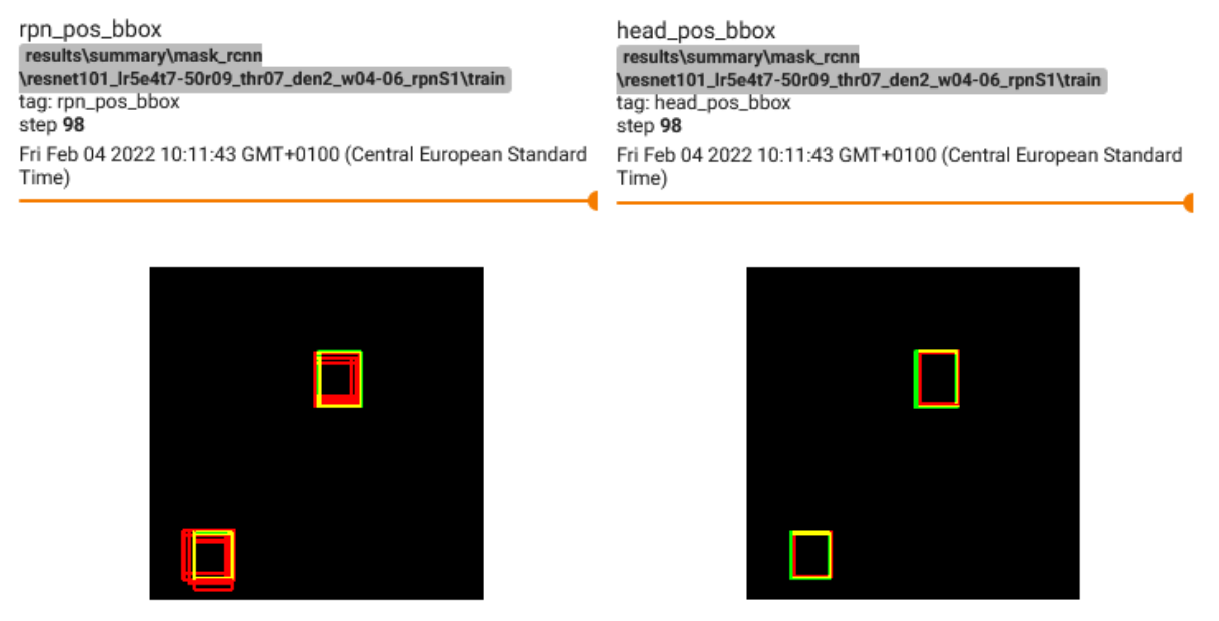 rpn_pos_bbox
results\summary\mask_rcnn
\resnet101_lr5e4t7-50r09_thr07_den2_w04-06_rpnS1\train
tag: rpn_pos_bbox
step 98
Fri Feb 04 2022 10:11:43 GMT+0100 (Central European Standard
Time)
head_pos_bbox
results\summary\mask_rcnn
\resnet101_lr5e4t7-50r09_thr07_den2_w04-06_rpnS1\train
tag: head_pos_bbox
step 98
Fri Feb 04 2022 10:11:43 GMT+0100 (Central European Standard
Time)